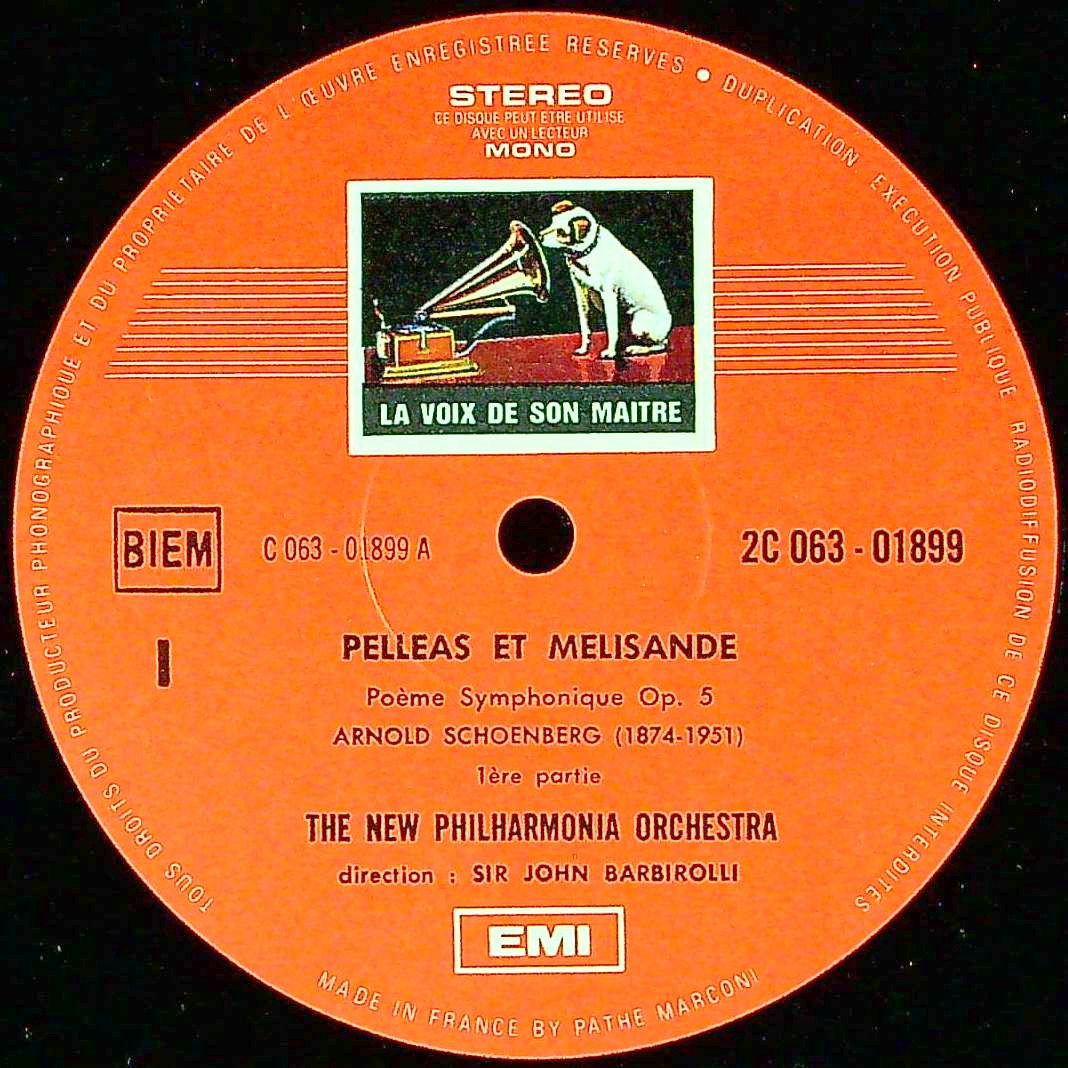 TOUS DROITS DU PRODUCTEUR PHONOGRAPHIQUE ET DU PROPRIETAIRE DE L'ŒUVRE ENREGISTREE RESERVES • DUPLICATION. EXECUTION PUBLIQUE RADIODIFFUSION DE CE DISQUE INTERDITES
STEREO
CE DISQUE PEUT ETRE UTILISE
AVEC UN LECTEUR
MONO
LA VOIX DE SON MAITRE
BIEM
C 063 - 01899 A
2C 063 - 01899
I
PELLEAS ET MELISANDE
Poème Symphonique Op. 5
ARNOLD SCHOENBERG (1874-1951)
1ère partie
THE NEW PHILHARMONIA ORCHESTRA
direction : SIR JOHN BARBIROLLI
EMI
MADE IN FRANCE BY PATHE MARCONI